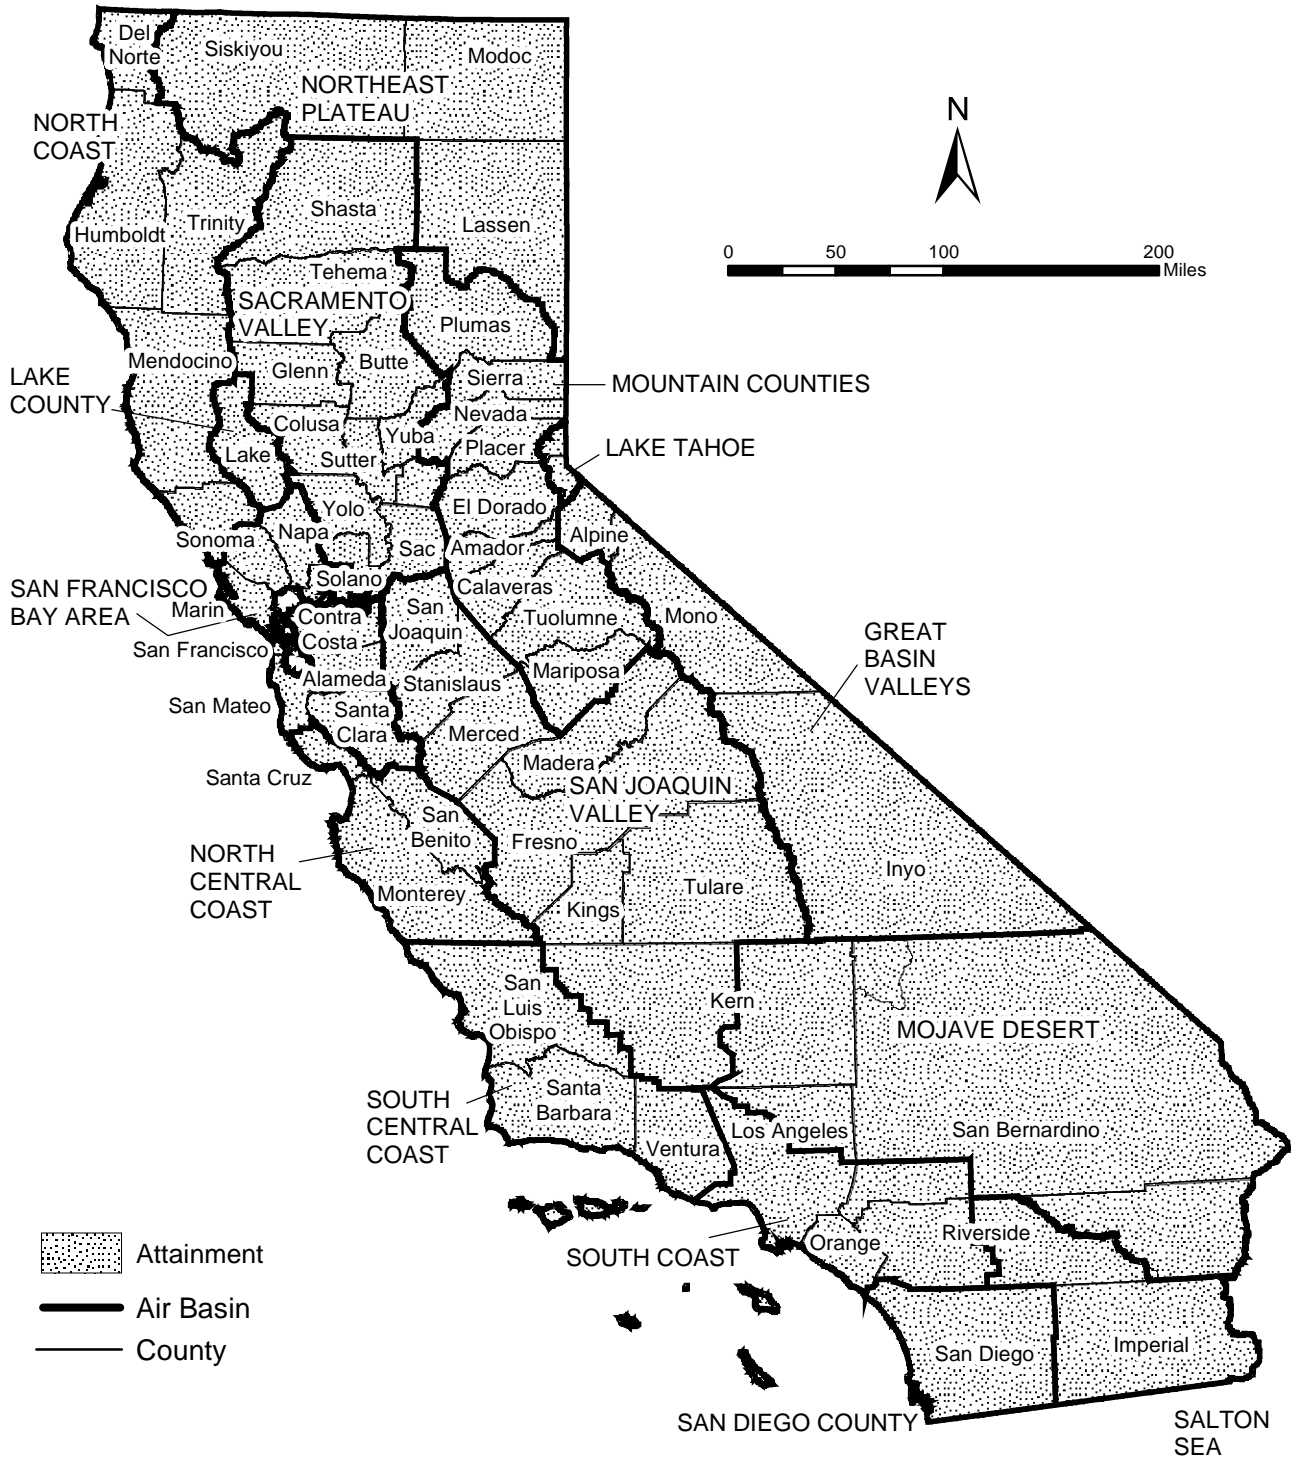 Del
Norte
Siskiyou
Modoc
NORTHEAST
PLATEAU
NORTH
COAST
N
Humboldt
Trinity
Shasta
Lassen
0 50 100 200
Miles
Tehema
SACRAMENTO
VALLEY
Plumas
Mendocino
Glenn
Butte
Sierra
MOUNTAIN COUNTIES
LAKE
COUNTY
Colusa
Yuba
Nevada
Placer
LAKE TAHOE
Lake
Sutter
Yolo
El Dorado
Sonoma
Napa
Sac
Amador
Alpine
Solano
Calaveras
SAN FRANCISCO
BAY AREA
Marin
Contra
Costa
San
Joaquin
Tuolumne
Mono
GREAT
BASIN
VALLEYS
San Francisco
Alameda
Stanislaus
Mariposa
San Mateo
Santa
Clara
Merced
Madera
Santa Cruz
SAN JOAQUIN
VALLEY
San
Benito
Fresno
NORTH
CENTRAL
COAST
Monterey
Kings
Tulare
Inyo
San
Luis
Obispo
Kern
MOJAVE DESERT
SOUTH
CENTRAL
COAST
Santa
Barbara
Ventura
Los Angeles
San Bernardino
SOUTH COAST
Orange
Riverside
Attainment
Air Basin
County
San Diego
Imperial
SAN DIEGO COUNTY
SALTON
SEA